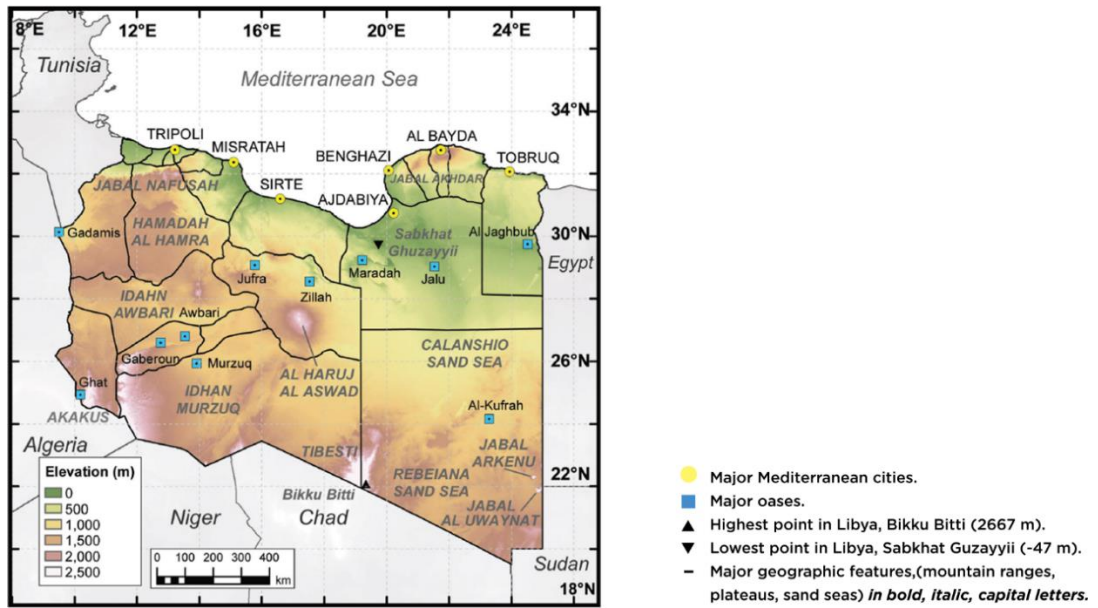 8°E 12°E 16°E 20°E 24°E
Tunisia
Mediterranean Sea
34°N
TRIPOLI
MISRATAH
SIRTE
BENGHAZI
AL BAYDA
TOBRUQ
AJDABIYA
JABAL NAFUSAH
JABAL AKHDAR
HAMADAH
AL HAMRA
Gadamis
Sabkhat
Ghuzayyii
Al Jaghbub
30°N
Egypt
Jufra
Zillah
Maradah
Jalu
IDAHN
AWBARI
Awbari
Gaberoun
Murzuq
CALANSHIO
SAND SEA
26°N
AL HARUJ
AL ASWAD
Ghat
AKAKUS
IDHAN
MURZUQ
Al-Kufrah
Algeria
TIBESTI
JABAL
ARKENU
REBEIANA
SAND SEA
22°N
Bikku Bitti
JABAL
AL UWAYNAT
Niger
Chad
Sudan
18°N
Elevation (m)
0
500
1,000
1,500
2,000
2,500
0 100 200 300 400
km
Major Mediterranean cities.
Major oases.
Highest point in Libya, Bikku Bitti (2667 m).
Lowest point in Libya, Sabkhat Guzayyii (-47 m).
Major geographic features,(mountain ranges,
plateaus, sand seas) in bold, italic, capital letters.